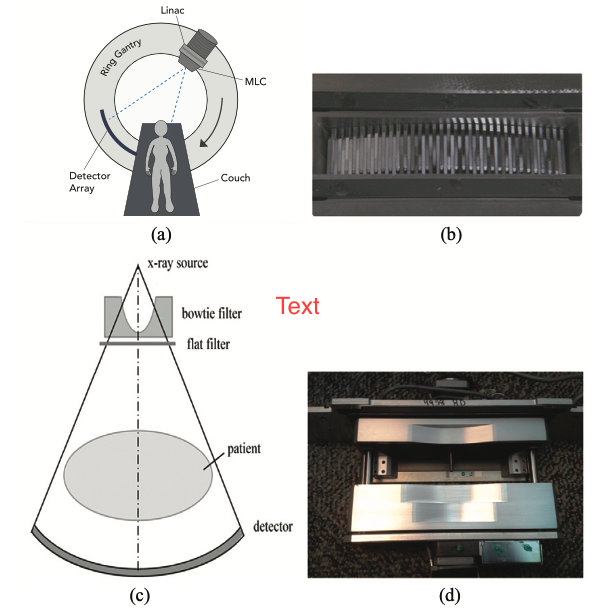 Linac
Ring Gantry
MLC
Detector
Array
Couch
(a)
(b)
x-ray source
bowtie filter
flat filter
patient
detector
(c)
Text
(d)